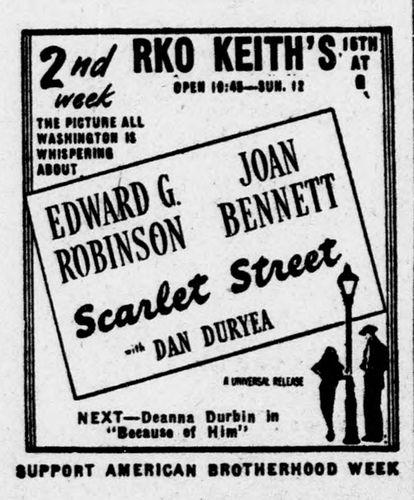 2nd week
RKO KEITH'S
15TH AT G
OPEN 10:45—SUN. 12
THE PICTURE ALL
WASHINGTON IS
WHISPERING
ABOUT
EDWARD G.
ROBINSON
JOAN
BENNETT
Scarlet Street
with DAN DURYEA
A UNIVERSAL RELEASE
NEXT—Deanna Durbin in
"Because of Him"
SUPPORT AMERICAN BROTHERHOOD WEEK